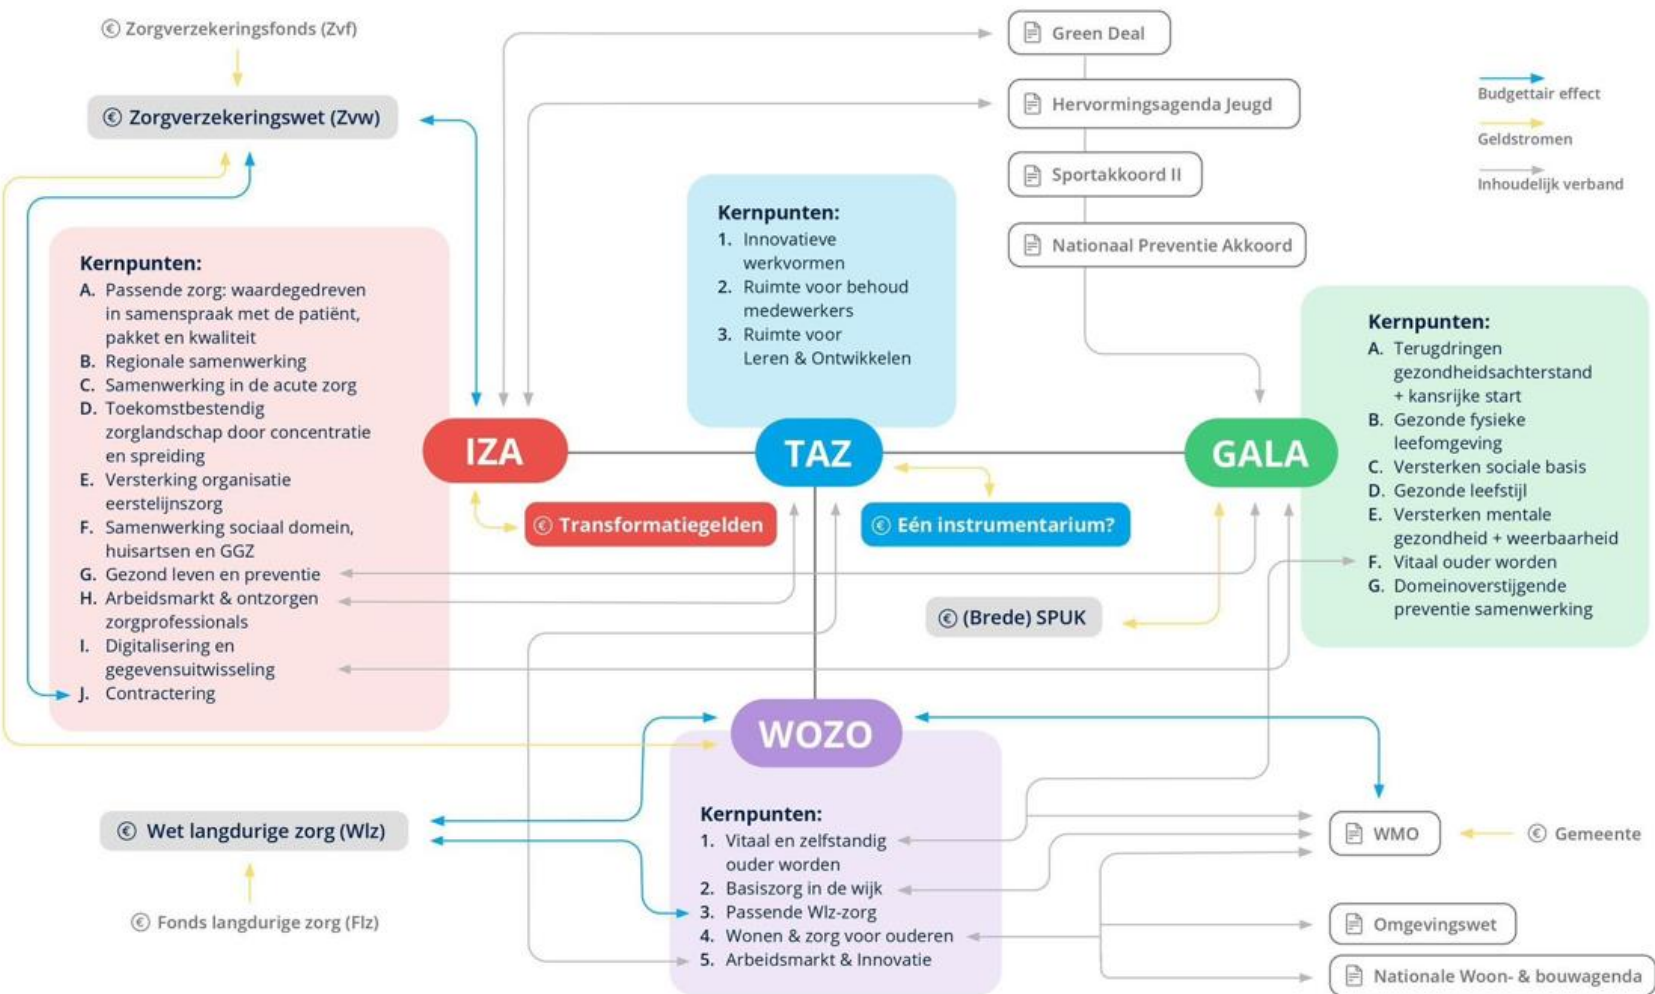 Zorgverzekeringsfonds (Zvf)
Zorgverzekeringswet (Zvw)
Green Deal
Hervormingsagenda Jeugd
Sportakkoord II
Nationaal Preventie Akkoord
Budgettair effect
Geldstromen
Inhoudelijk verband
Kernpunten:
A. Passende zorg: waardegedreven
in samenspraak met de patiënt,
pakket en kwaliteit
B. Regionale samenwerking
C. Samenwerking in de acute zorg
D. Toekomstbestendig
zorglandschap door concentratie
en spreiding
E. Versterking organisatie
eerstelijnszorg
F. Samenwerking sociaal domein,
huisartsen en GGZ
G. Gezond leven en preventie
H. Arbeidsmarkt & ontzorgen
zorgprofessionals
I. Digitalisering en
gegevensuitwisseling
J. Contractering
Kernpunten:
1. Innovatieve
werkvormen
2. Ruimte voor behoud
medewerkers
3. Ruimte voor
Leren & Ontwikkelen
Kernpunten:
A. Terugdringen
gezondheidsachterstand
+ kansrijke start
B. Gezonde fysieke
leefomgeving
C. Versterken sociale basis
D. Gezonde leefstijl
E. Versterken mentale
gezondheid + weerbaarheid
F. Vitaal ouder worden
G. Domeinoverstijgende
preventie samenwerking
IZA
TAZ
GALA
€ Transformatiegelden
€ Eén instrumentarium?
€ (Brede) SPUK
WOZO
Kernpunten:
1. Vitaal en zelfstandig
ouder worden
2. Basiszorg in de wijk
3. Passende Wlz-zorg
4. Wonen & zorg voor ouderen
5. Arbeidsmarkt & Innovatie
€ Wet langdurige zorg (Wlz)
€ Fonds langdurige zorg (Flz)
WMO
€ Gemeente
Omgevingswet
Nationale Woon- & bouwagenda